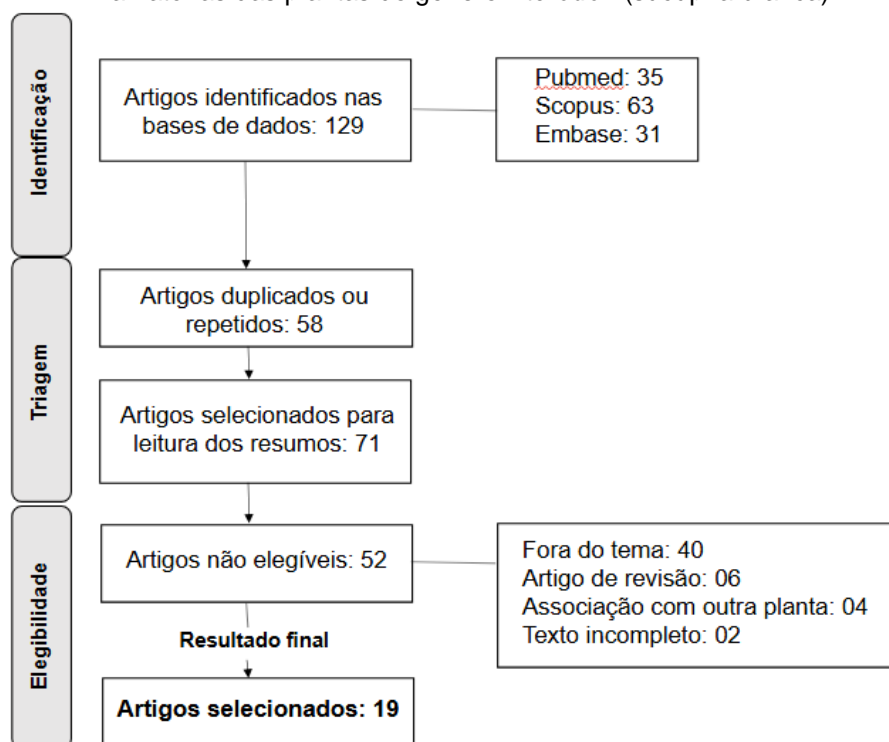 Identificação
Artigos identificados nas
bases de dados: 129
Pubmed: 35
Scopus: 63
Embase: 31
Triagem
Artigos duplicados ou
repetidos: 58
Artigos selecionados para
leitura dos resumos: 71
Elegibilidade
Artigos não elegíveis: 52
Fora do tema: 40
Artigo de revisão: 06
Associação com outra planta: 04
Texto incompleto: 02
Resultado final
Artigos selecionados: 19